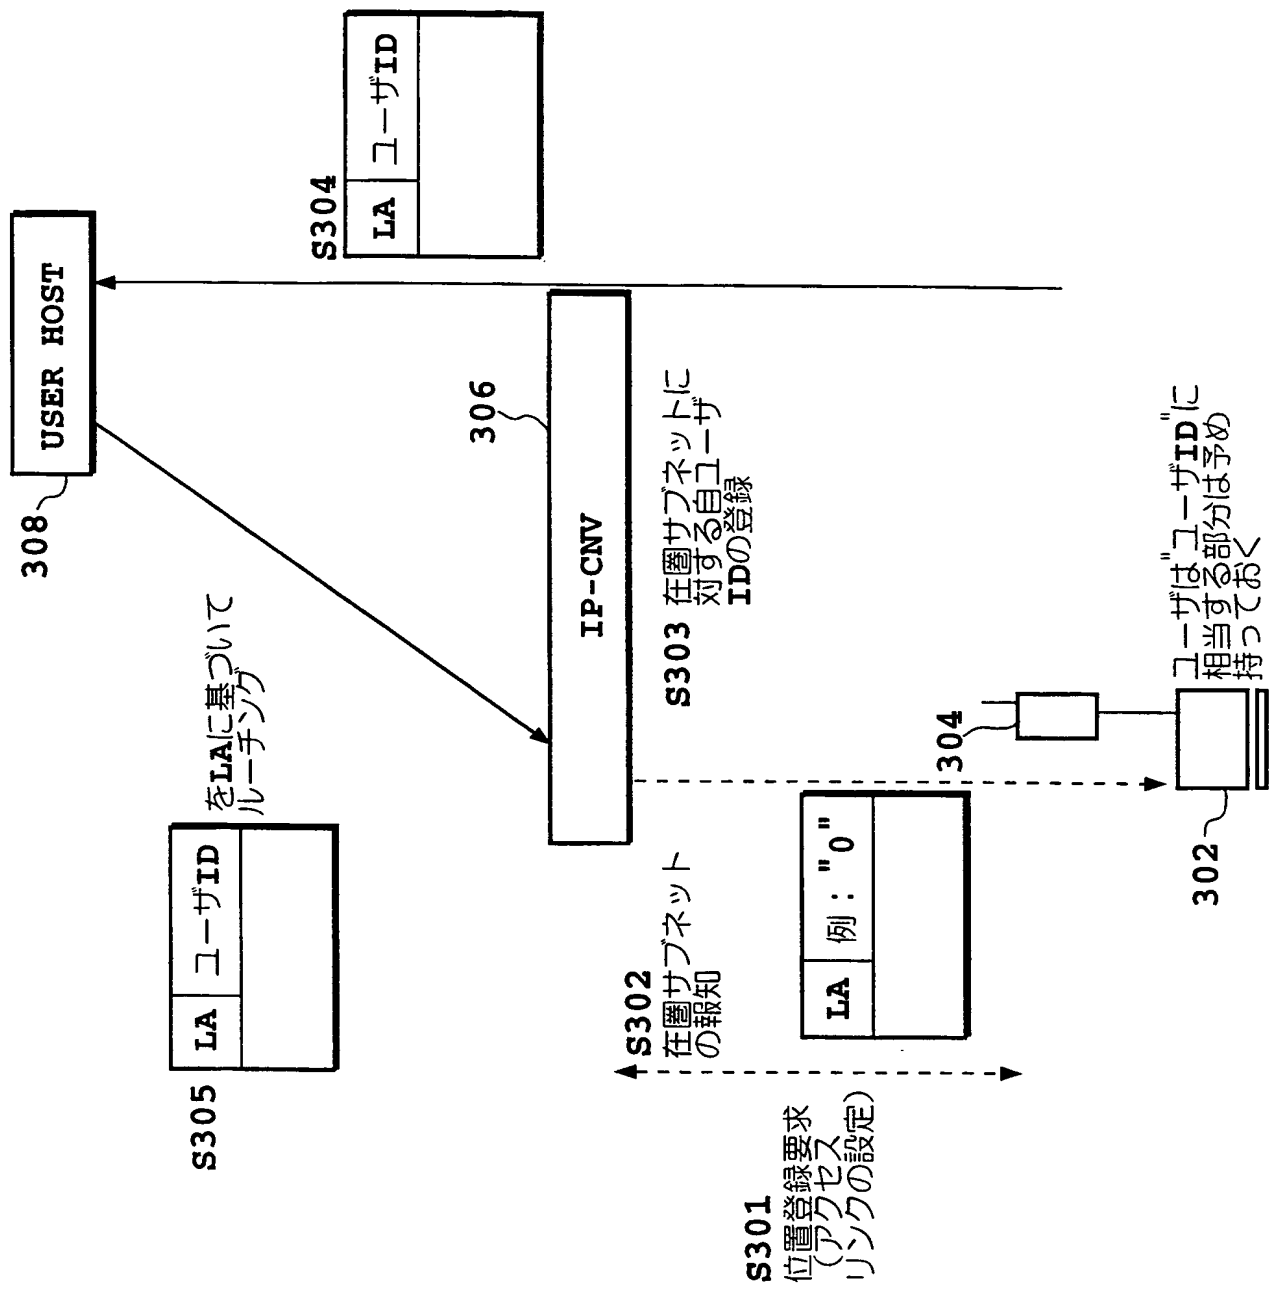 S301
位置登録要求
(アクセス
リンクの設定)
S302
在圏サブネット
の報知
LA
例："0"
S303 在圏サブネットに
対する自ユーザ
IDの登録
S304
LA
ユーザID
S305
LA
ユーザID
をLAに基づいて
ルーチング
308
USER HOST
306
IP-CNV
304
302
ユーザは"ユーザID"に
相当する部分は予め
持っておく